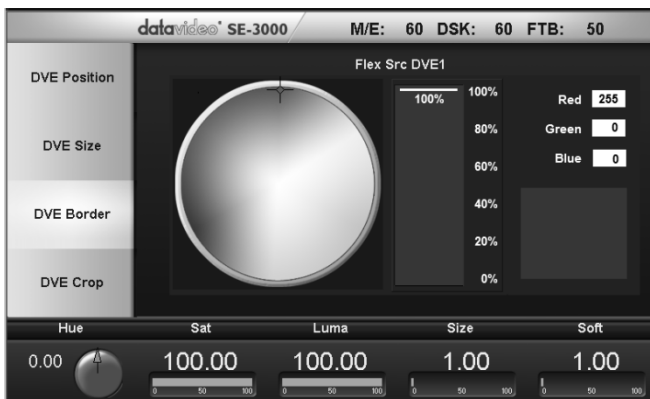 datavideo SE-3000 M/E: 60 DSK: 60 FTB: 50
Flex Src DVE1
DVE Position
DVE Size
DVE Border
DVE Crop
100%
100%
80%
60%
40%
20%
0%
Red 255
Green 0
Blue 0
Hue Sat Luma Size Soft
0.00 100.00 100.00 1.00 1.00
0 50 100 0 50 100 0 50 100 0 50 100